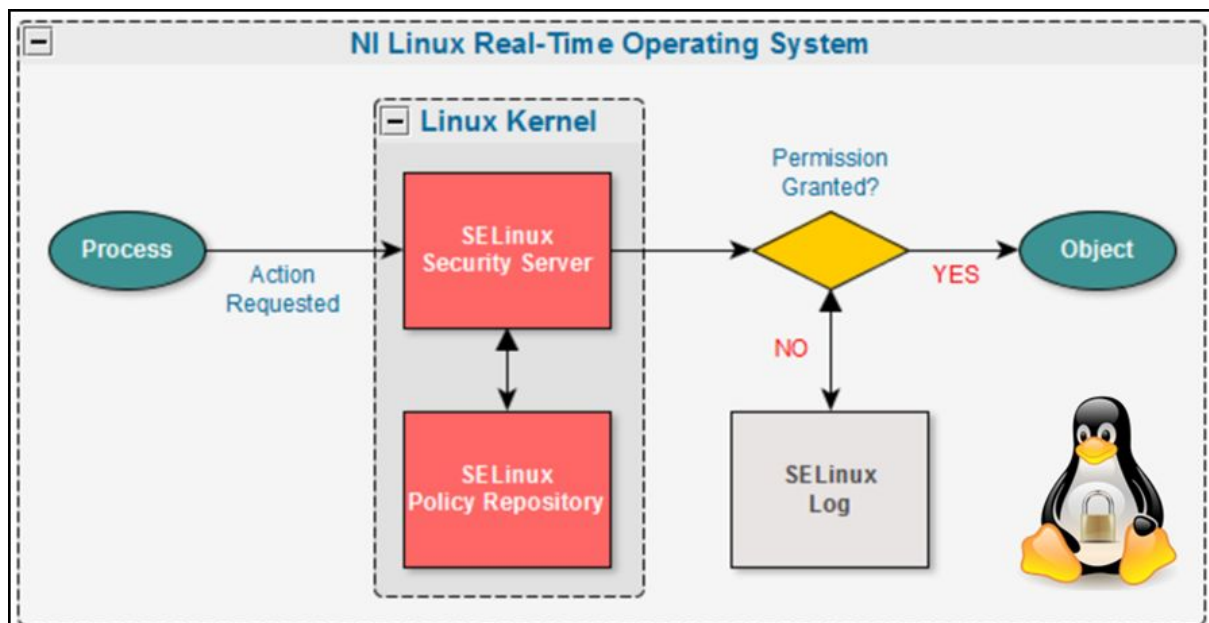 NI Linux Real-Time Operating System
Linux Kernel
Permission
Granted?
Process
Action
Requested
SELinux
Security Server
YES
Object
NO
SELinux
Policy Repository
SELinux
Log